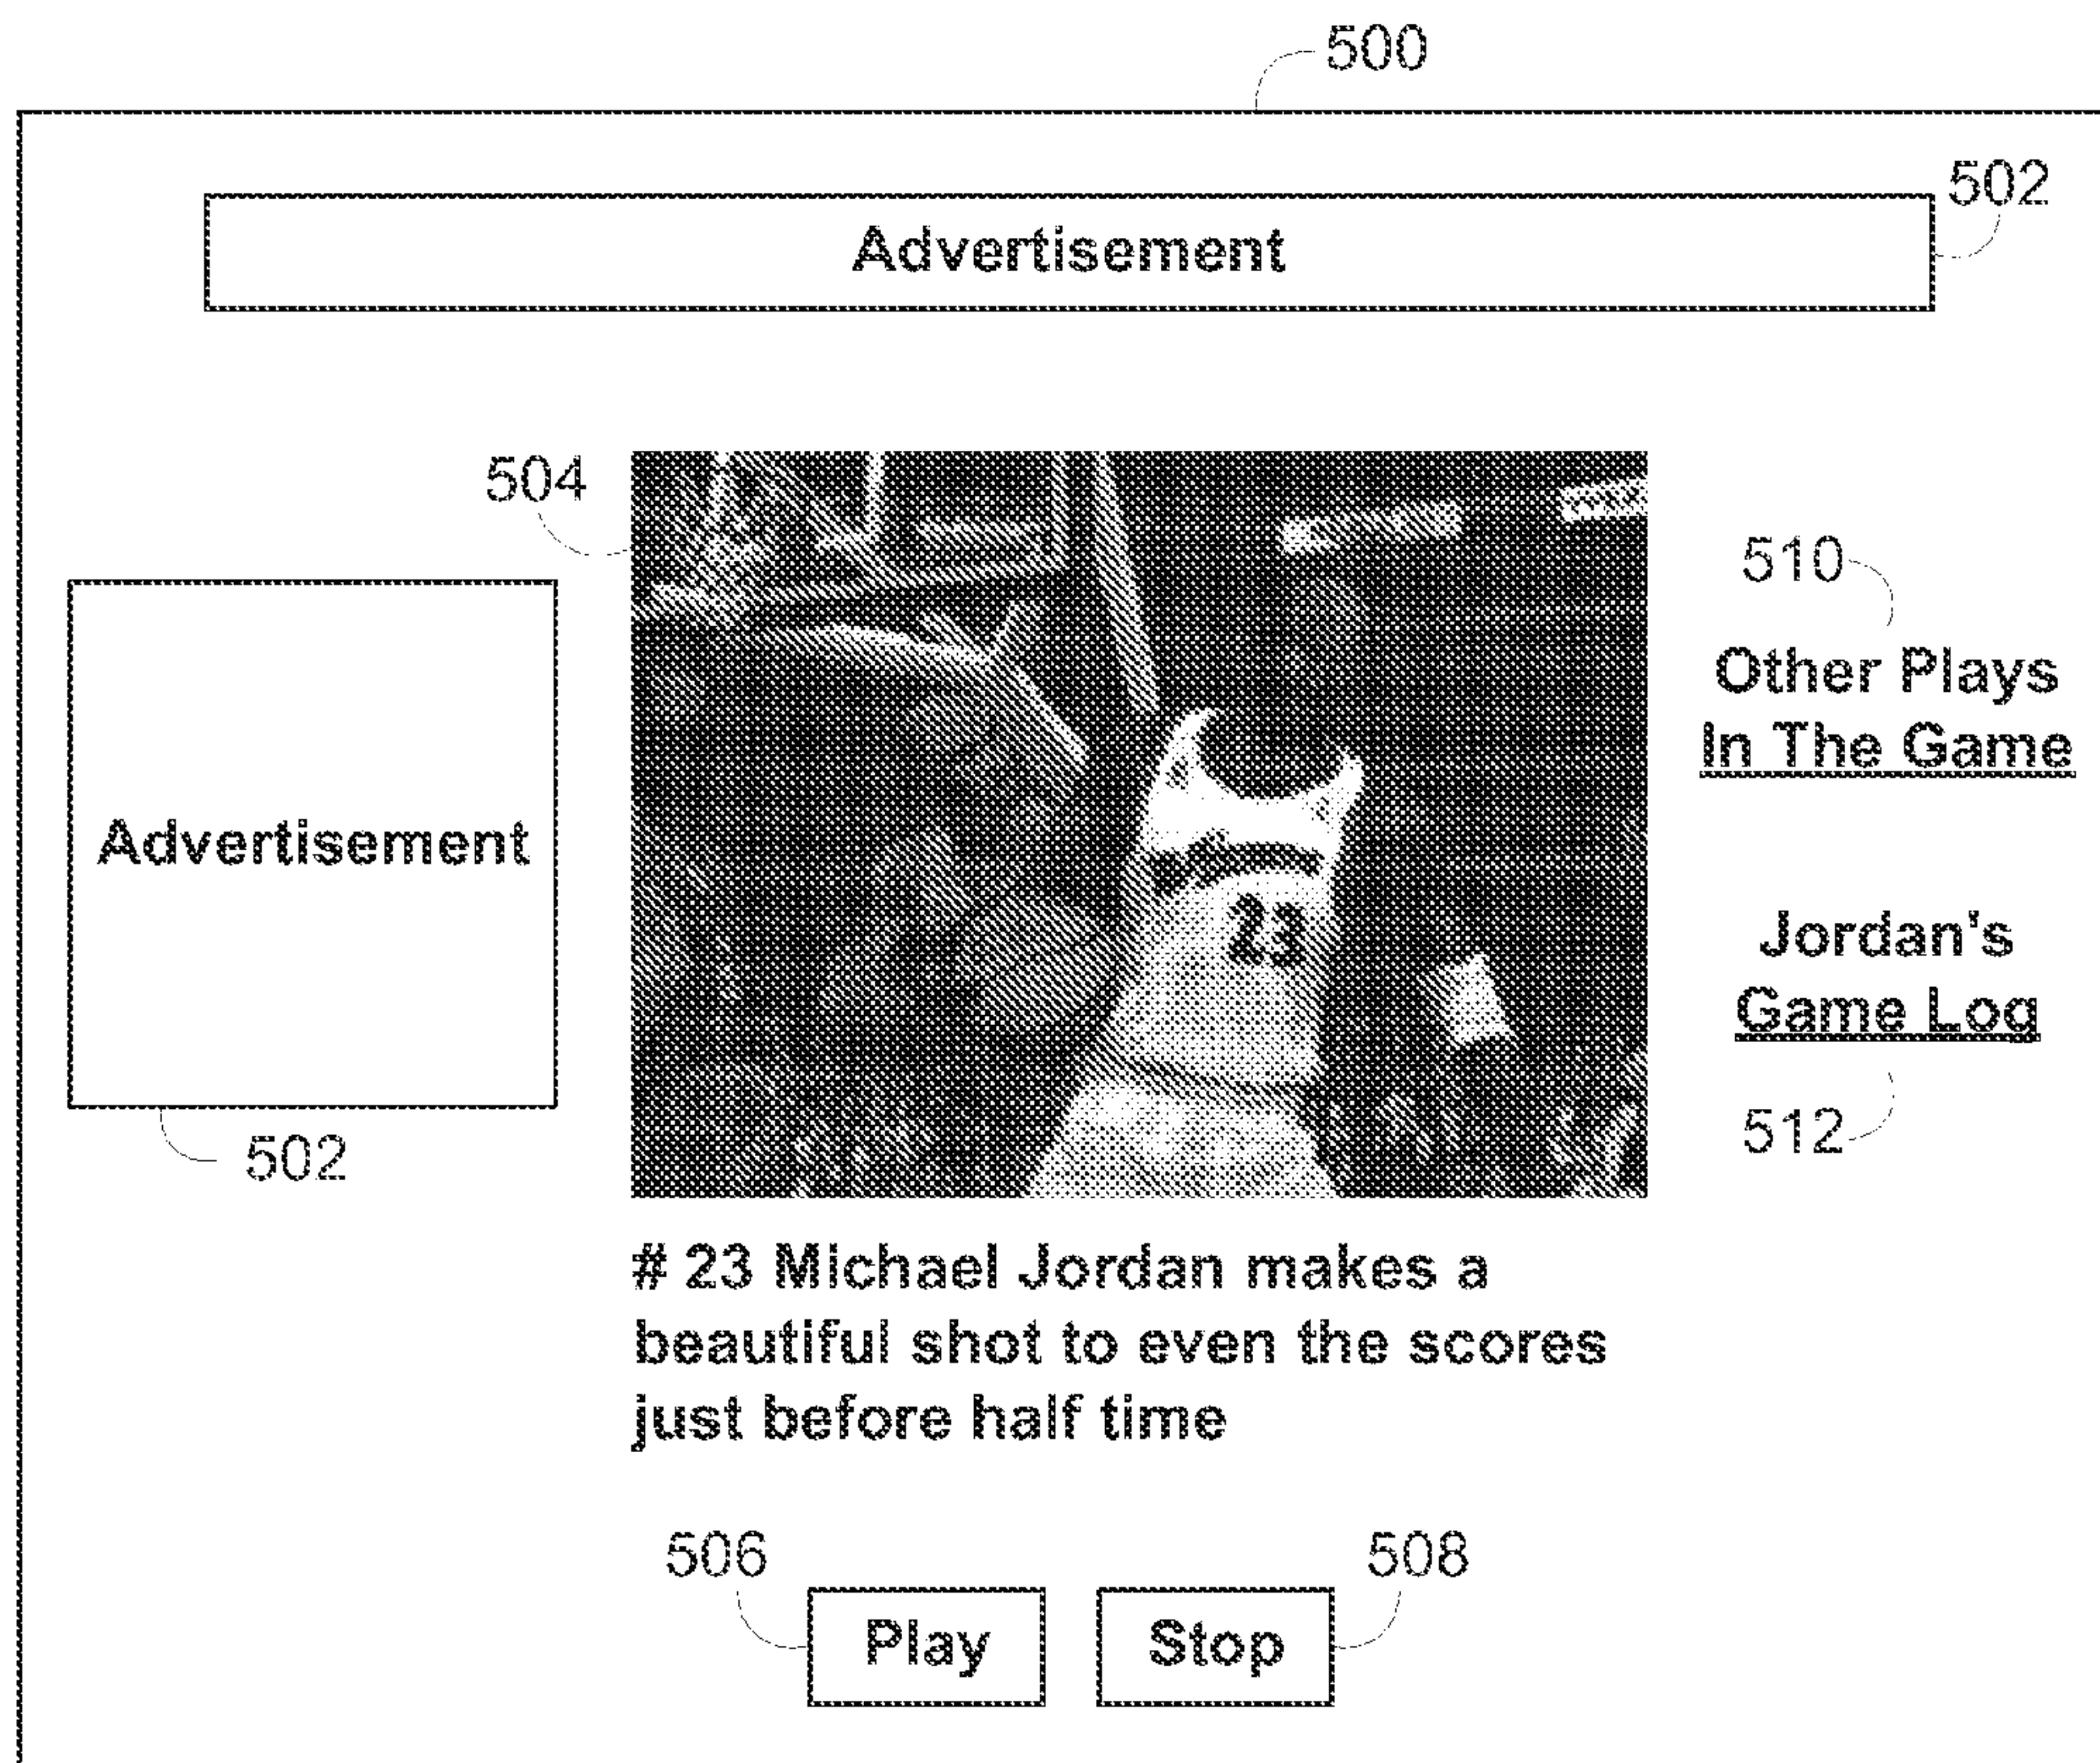 500
502
Advertisement
504
510
Other Plays
In The Game
Advertisement
23
Jordan's
Game Log
502
512
# 23 Michael Jordan makes a
beautiful shot to even the scores
just before half time
506
508
Play
Stop